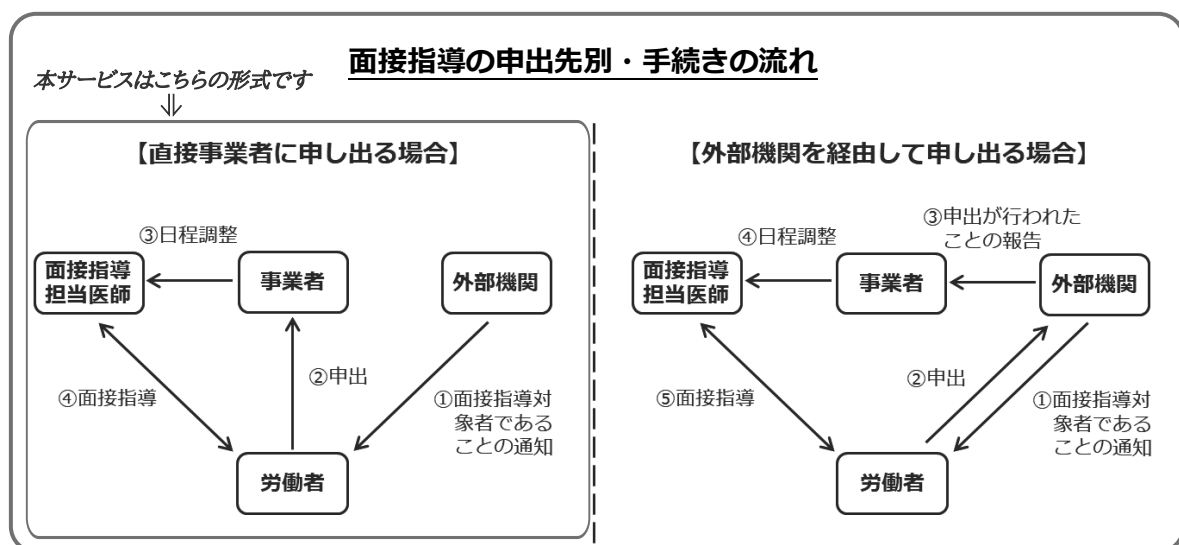 面接指導の申出先別・手続きの流れ
本サービスはこちらの形式です
【直接事業者に申し出る場合】
③日程調整
面接指導
担当医師
事業者
外部機関
②申出
④面接指導
①面接指導対
象者である
ことの通知
労働者
【外部機関を経由して申し出る場合】
③申出が行われた
ことの報告
④日程調整
面接指導
担当医師
事業者
外部機関
②申出
⑤面接指導
①面接指導対
象者である
ことの通知
労働者